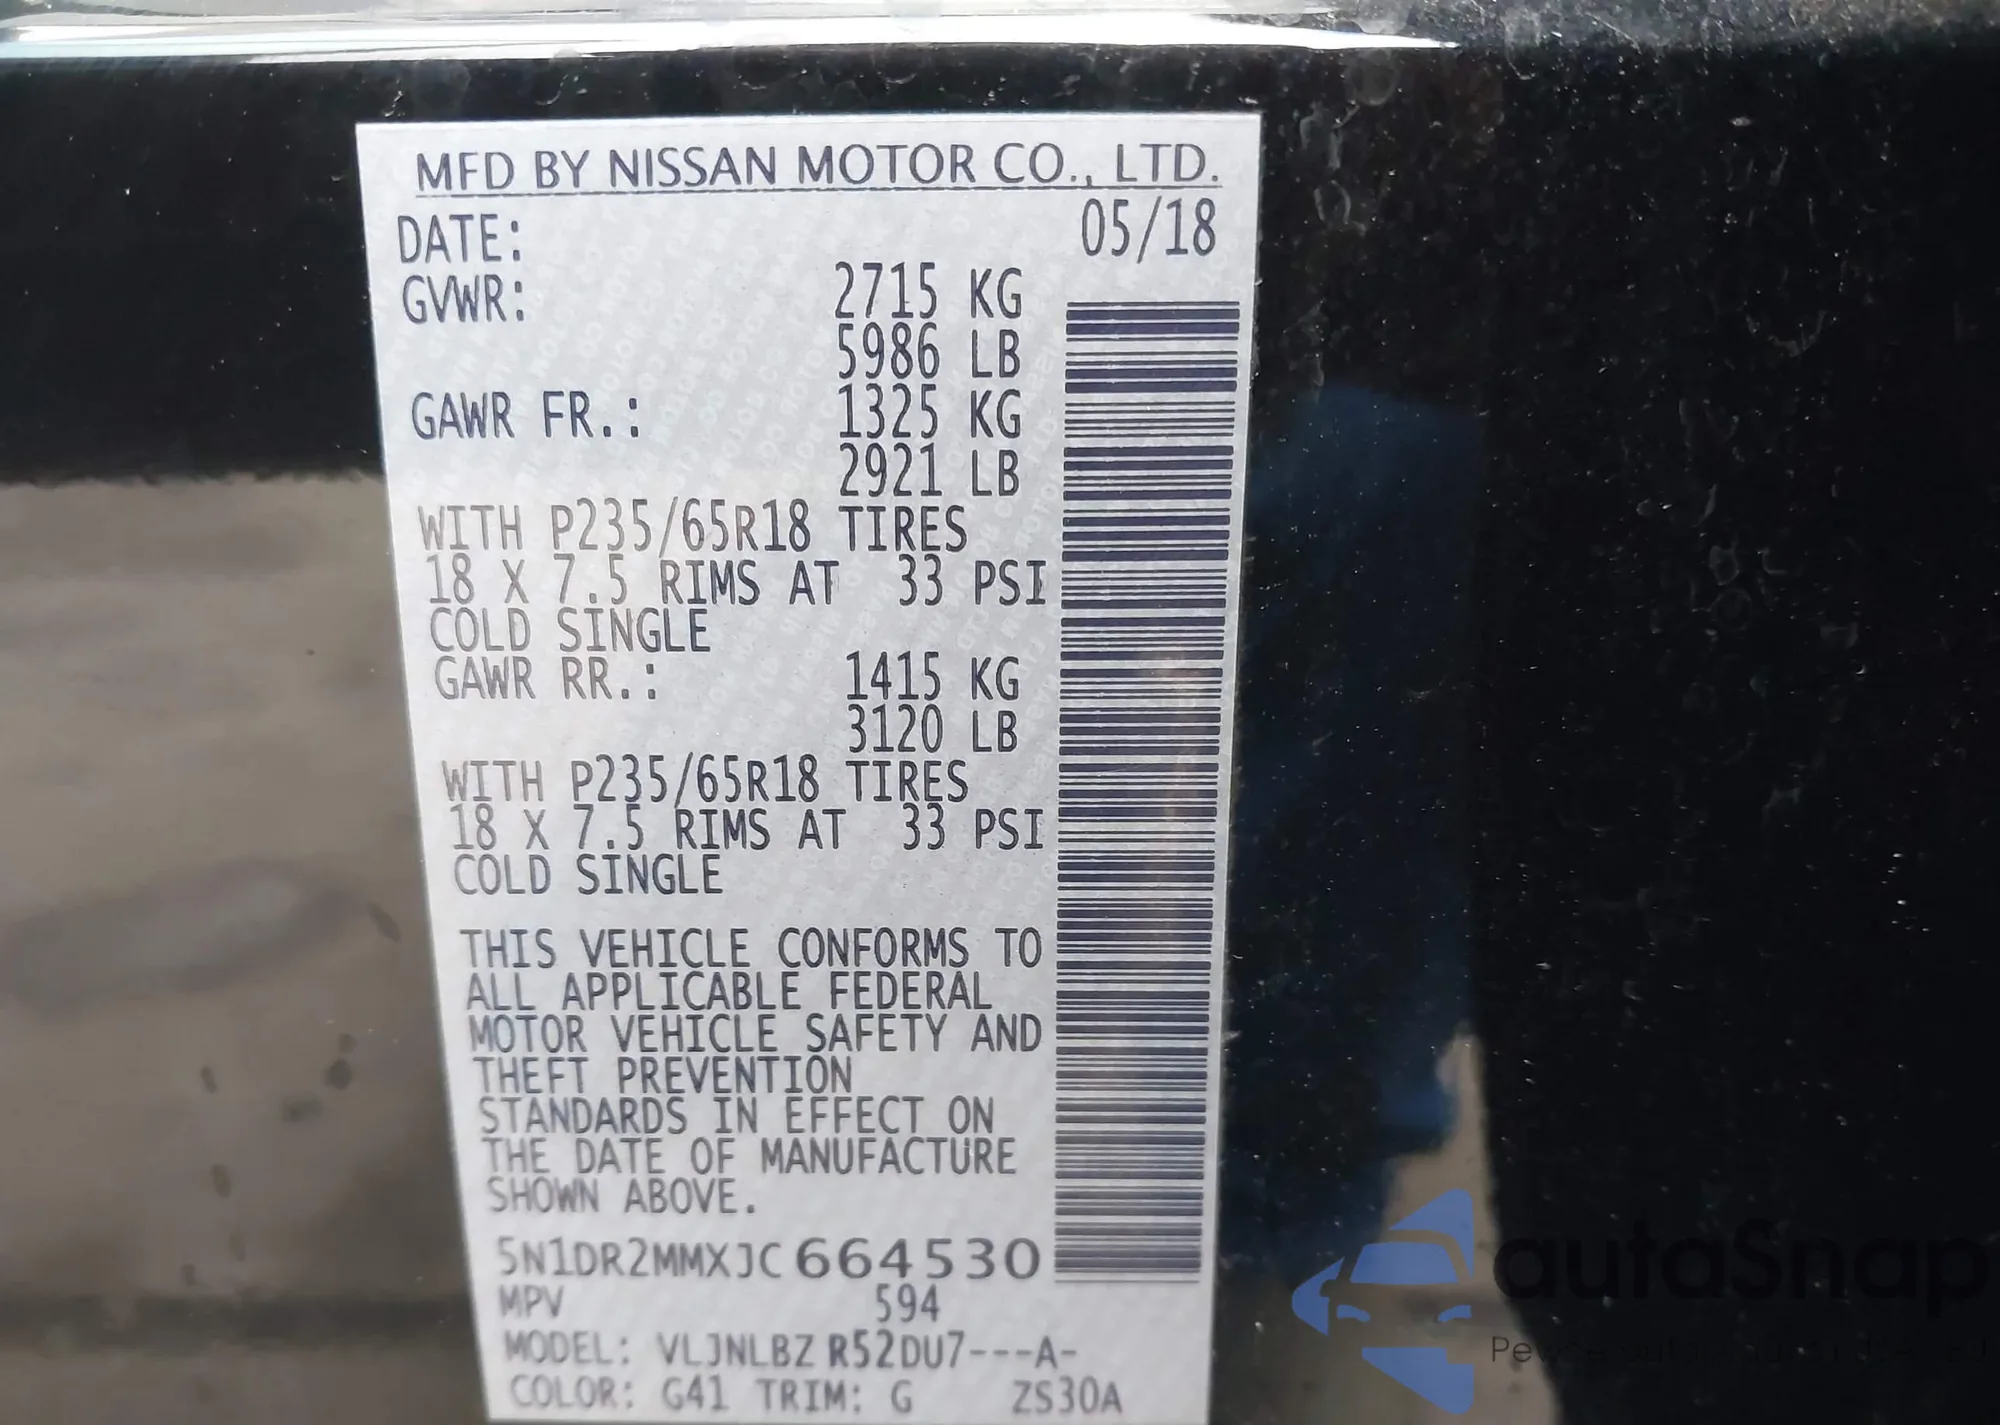 MFD BY NISSAN MOTOR CO., LTD.
DATE: 05/18
GVWR: 2715 KG
5986 LB
GAWR FR.: 1325 KG
2921 LB
WITH P235/65R18 TIRES
18 X 7.5 RIMS AT 33 PSI
COLD SINGLE
GAWR RR.: 1415 KG
3120 LB
WITH P235/65R18 TIRES
18 X 7.5 RIMS AT 33 PSI
COLD SINGLE
THIS VEHICLE CONFORMS TO
ALL APPLICABLE FEDERAL
MOTOR VEHICLE SAFETY AND
THEFT PREVENTION
STANDARDS IN EFFECT ON
THE DATE OF MANUFACTURE
SHOWN ABOVE.
5N1DR2MMXJC664530
MPV 594
MODEL: VLJNLBZ R52DU7---A-
COLOR: G41 TRIM: G ZS30A
autoSnap